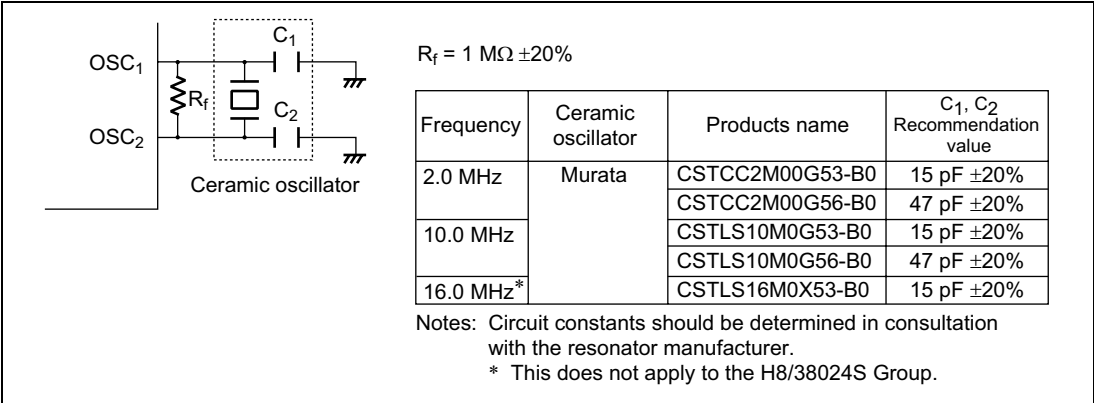 OSC1
C1
Rf
C2
OSC2
Ceramic oscillator
Rf = 1 MΩ ±20%
Frequency Ceramic oscillator Products name C1, C2 Recommendation value
2.0 MHz Murata CSTCC2M00G53-B0 15 pF ±20%
CSTCC2M00G56-B0 47 pF ±20%
10.0 MHz CSTLS10M0G53-B0 15 pF ±20%
CSTLS10M0G56-B0 47 pF ±20%
16.0 MHz* CSTLS16M0X53-B0 15 pF ±20%
Notes: Circuit constants should be determined in consultation
with the resonator manufacturer.
* This does not apply to the H8/38024S Group.